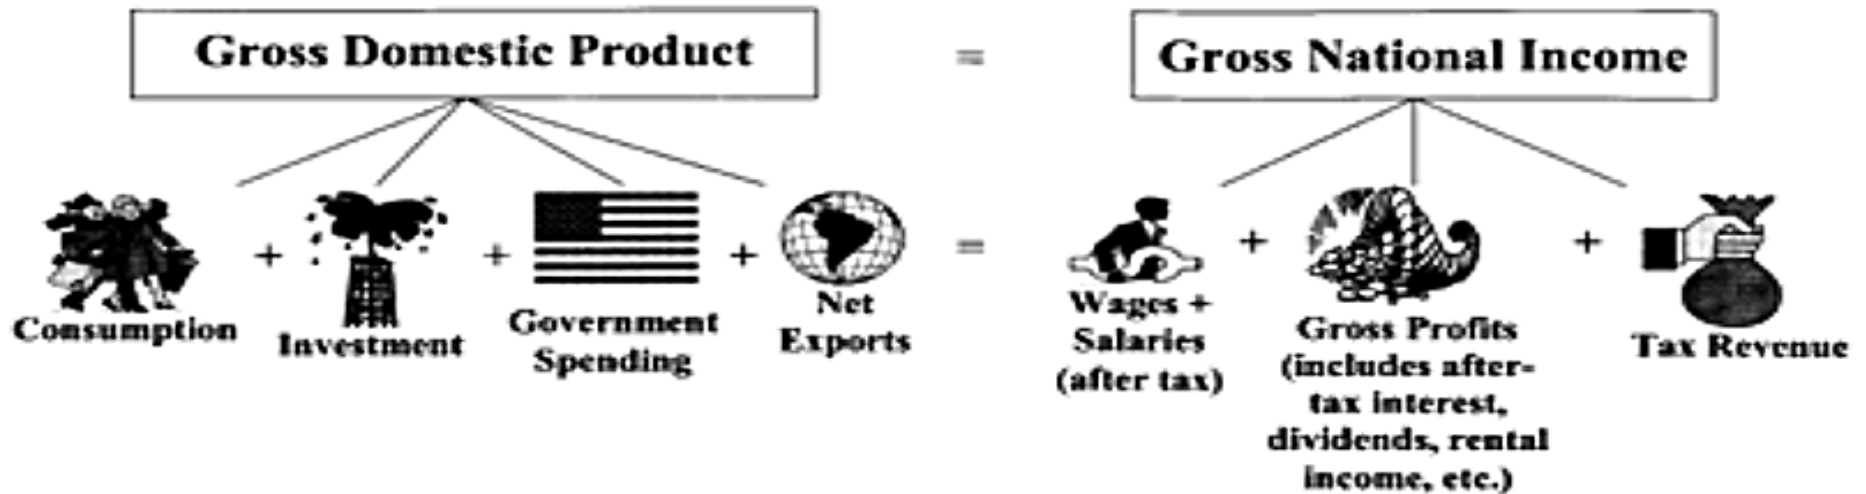 Gross Domestic Product = Gross National Income
+ + + = + +
Consumption
Investment
Government
Spending
Net
Exports
Wages +
Salaries
(after tax)
Gross Profits
(includes after-
tax interest,
dividends, rental
income, etc.)
Tax Revenue